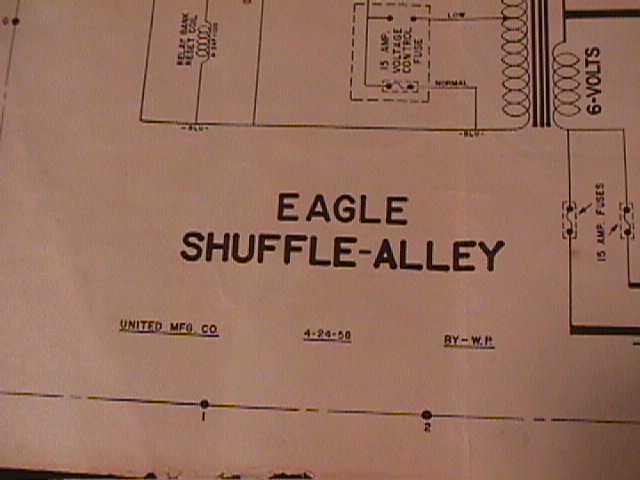 RELAY BANK
RESET COIL
15 AMP.
VOLTAGE
CONTROL
FUSE
LOW
NORMAL
6-VOLTS
-BLU-
-BLU-
15 AMP. FUSES
EAGLE
SHUFFLE-ALLEY
UNITED MFG. CO.
4-24-58
BY-W.P.
1
2